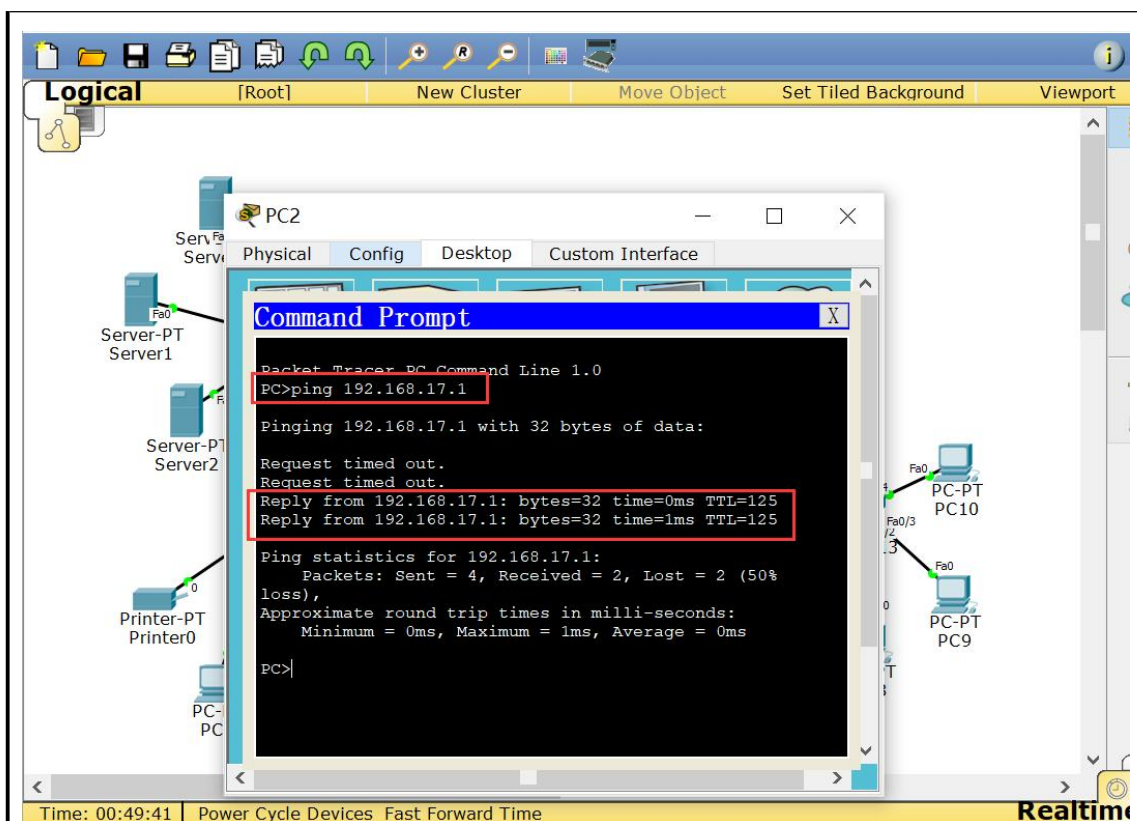 Logical [Root] New Cluster Move Object Set Tiled Background Viewport
Fa
Serve
Fa0
Server-PT
Server1
Server-PT
Server2
0
Printer-PT
Printer0
PC-
PC
PC2
Physical Config Desktop Custom Interface
Command Prompt X
Packet Tracer PC Command Line 1.0
PC>ping 192.168.17.1
Pinging 192.168.17.1 with 32 bytes of data:
Request timed out.
Request timed out.
Reply from 192.168.17.1: bytes=32 time=0ms TTL=125
Reply from 192.168.17.1: bytes=32 time=1ms TTL=125
Ping statistics for 192.168.17.1:
Packets: Sent = 4, Received = 2, Lost = 2 (50%
loss),
Approximate round trip times in milli-seconds:
Minimum = 0ms, Maximum = 1ms, Average = 0ms
PC>
Fa0
PC-PT
PC10
Fa0/3
Fa0
PC-PT
PC9
Time: 00:49:41 Power Cycle Devices Fast Forward Time Realtime